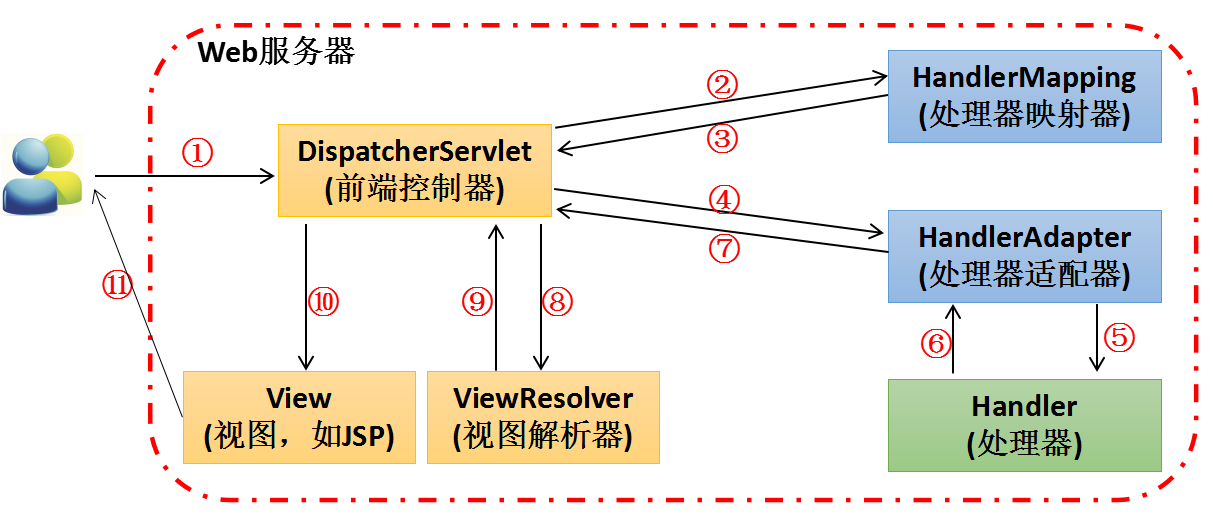 Web服务器
①
②
③
HandlerMapping
(处理器映射器)
DispatcherServlet
(前端控制器)
④
⑦
HandlerAdapter
(处理器适配器)
⑪
⑩
⑨
⑧
⑥
⑤
View
(视图，如JSP)
ViewResolver
(视图解析器)
Handler
(处理器)